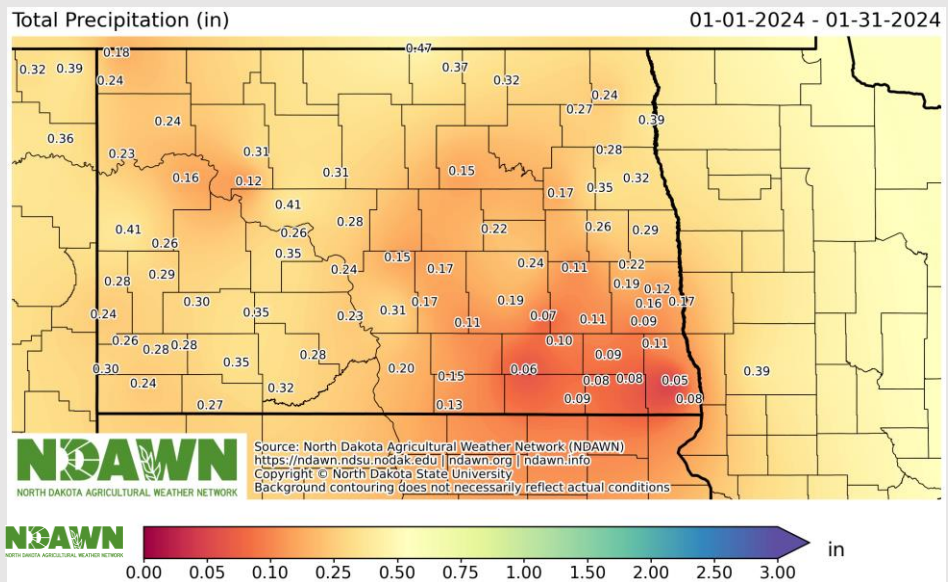 Total Precipitation (in) 01-01-2024 - 01-31-2024
0.18 0.47
0.32 0.39 0.37
0.24 0.32
0.24
0.27
0.24 0.39
0.36
0.23 0.31 0.28
0.16 0.12 0.31 0.15 0.32
0.17 0.35
0.41
0.28
0.41 0.26 0.22 0.26 0.29
0.26
0.35 0.15
0.24 0.17 0.24 0.11 0.22
0.28 0.29
0.19 0.12
0.30 0.17 0.19 0.16 0.17
0.24 0.35 0.23 0.31 0.11 0.07 0.11 0.09
0.26 0.28 0.28 0.10 0.11
0.28 0.09
0.30 0.35 0.20 0.06 0.39
0.24 0.32 0.15 0.08 0.08 0.05
0.27 0.13 0.09 0.08
NDAWN
NORTH DAKOTA AGRICULTURAL WEATHER NETWORK
Source: North Dakota Agricultural Weather Network (NDAWN)
https://ndawn.ndsu.nodak.edu | ndawn.org | ndawn.info
Copyright © North Dakota State University
Background contouring does not necessarily reflect actual conditions
NDAWN
NORTH DAKOTA AGRICULTURAL WEATHER NETWORK
in
0.00 0.05 0.10 0.25 0.50 0.75 1.00 1.50 2.00 2.50 3.00